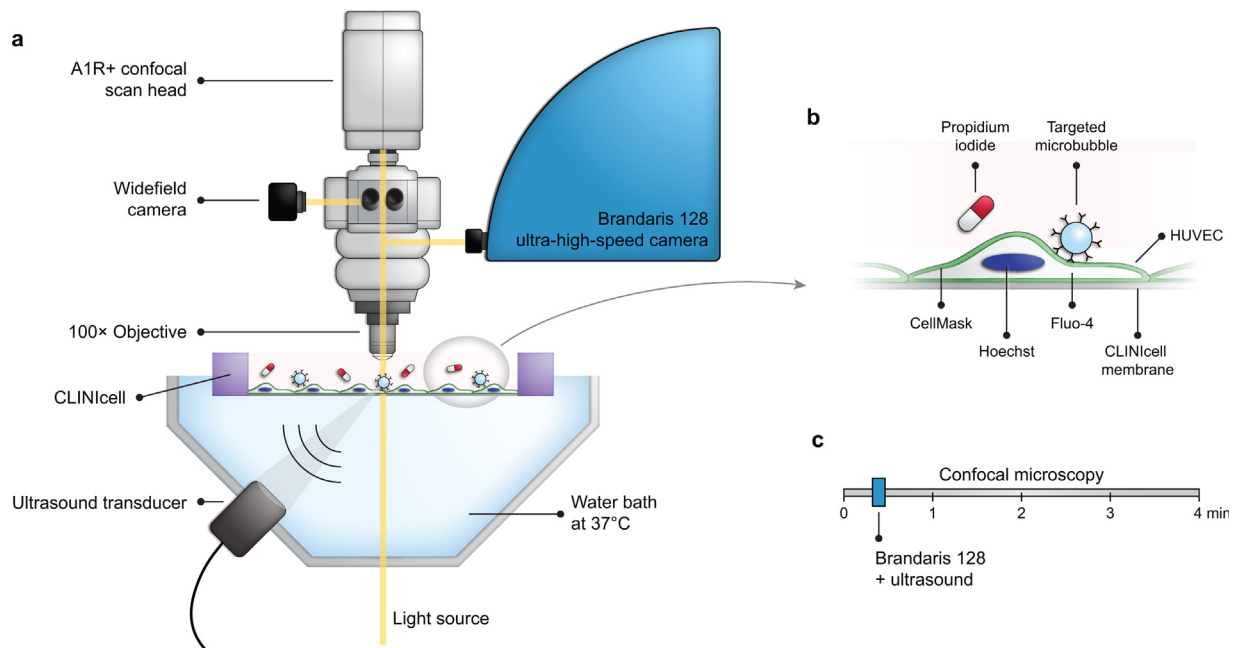 a
A1R+ confocal
scan head
Widefield
camera
Brandaris 128
ultra-high-speed camera
100× Objective
CLINIcell
Ultrasound transducer
Water bath
at 37°C
Light source
b
Propidium
iodide
Targeted
microbubble
HUVEC
CellMask
Fluo-4
Hoechst
CLINIcell
membrane
c
Confocal microscopy
0 1 2 3 4 min
Brandaris 128
+ ultrasound